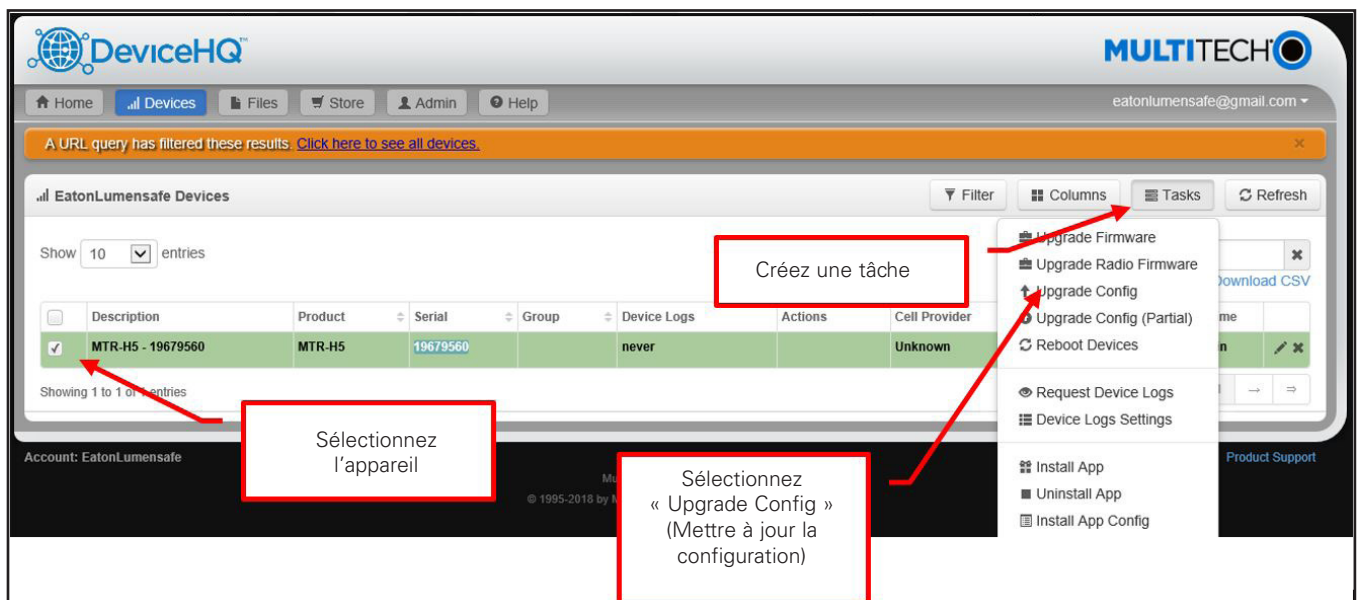 DeviceHQ™
MULTITECH
Home Devices Files Store Admin Help eatonlumensafe@gmail.com
A URL query has filtered these results. Click here to see all devices.
EatonLumensafe Devices Filter Columns Tasks Refresh
Show 10 entries
Créez une tâche
Upgrade Firmware
Upgrade Radio Firmware
Upgrade Config
Upgrade Config (Partial)
Reboot Devices
Request Device Logs
Device Logs Settings
Install App
Uninstall App
Install App Config
Download CSV
Description Product Serial Group Device Logs Actions Cell Provider
MTR-H5 - 19679560 MTR-H5 19679560 never Unknown
Showing 1 to 1 of 1 entries
Sélectionnez
l'appareil
Sélectionnez
« Upgrade Config »
(Mettre à jour la
configuration)
Account: EatonLumensafe
Product Support
© 1995-2018 by